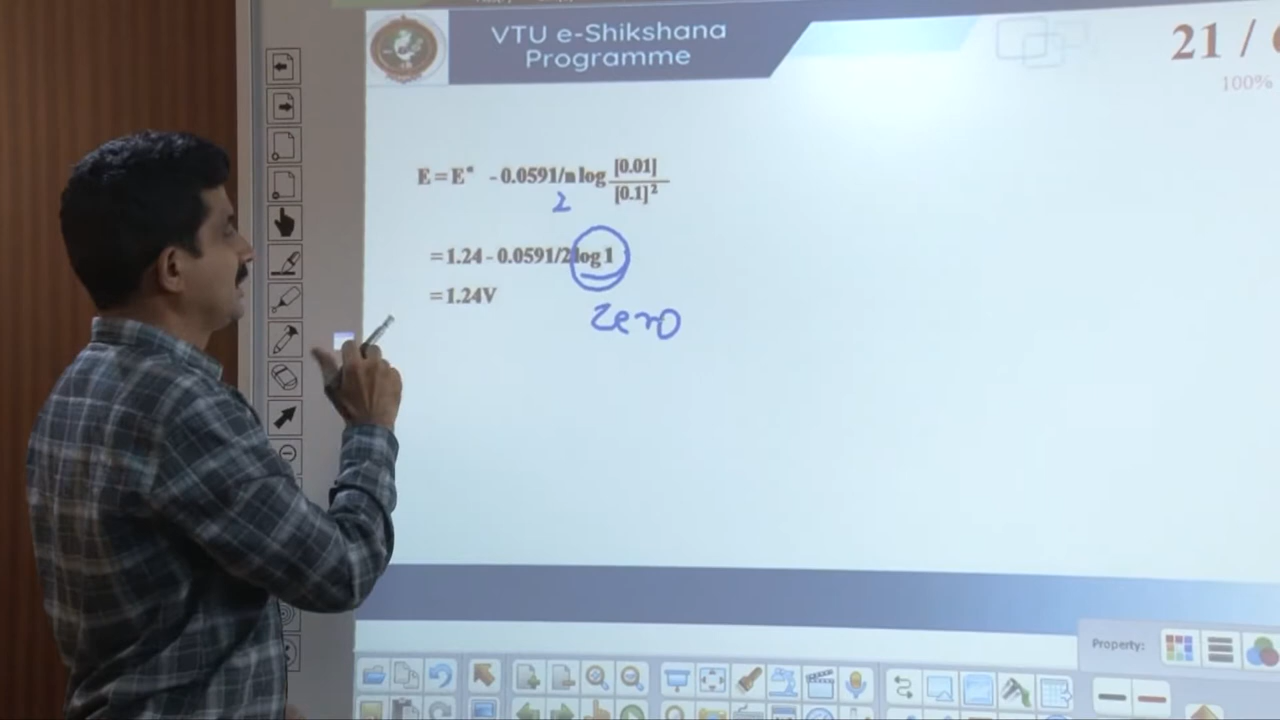 VTU e-Shikshana
Programme
21 /
100%
E = E° - 0.0591/n log [0.01] / [0.1]²
2
= 1.24 - 0.0591/2 log 1
= 1.24V
Zero
Property: